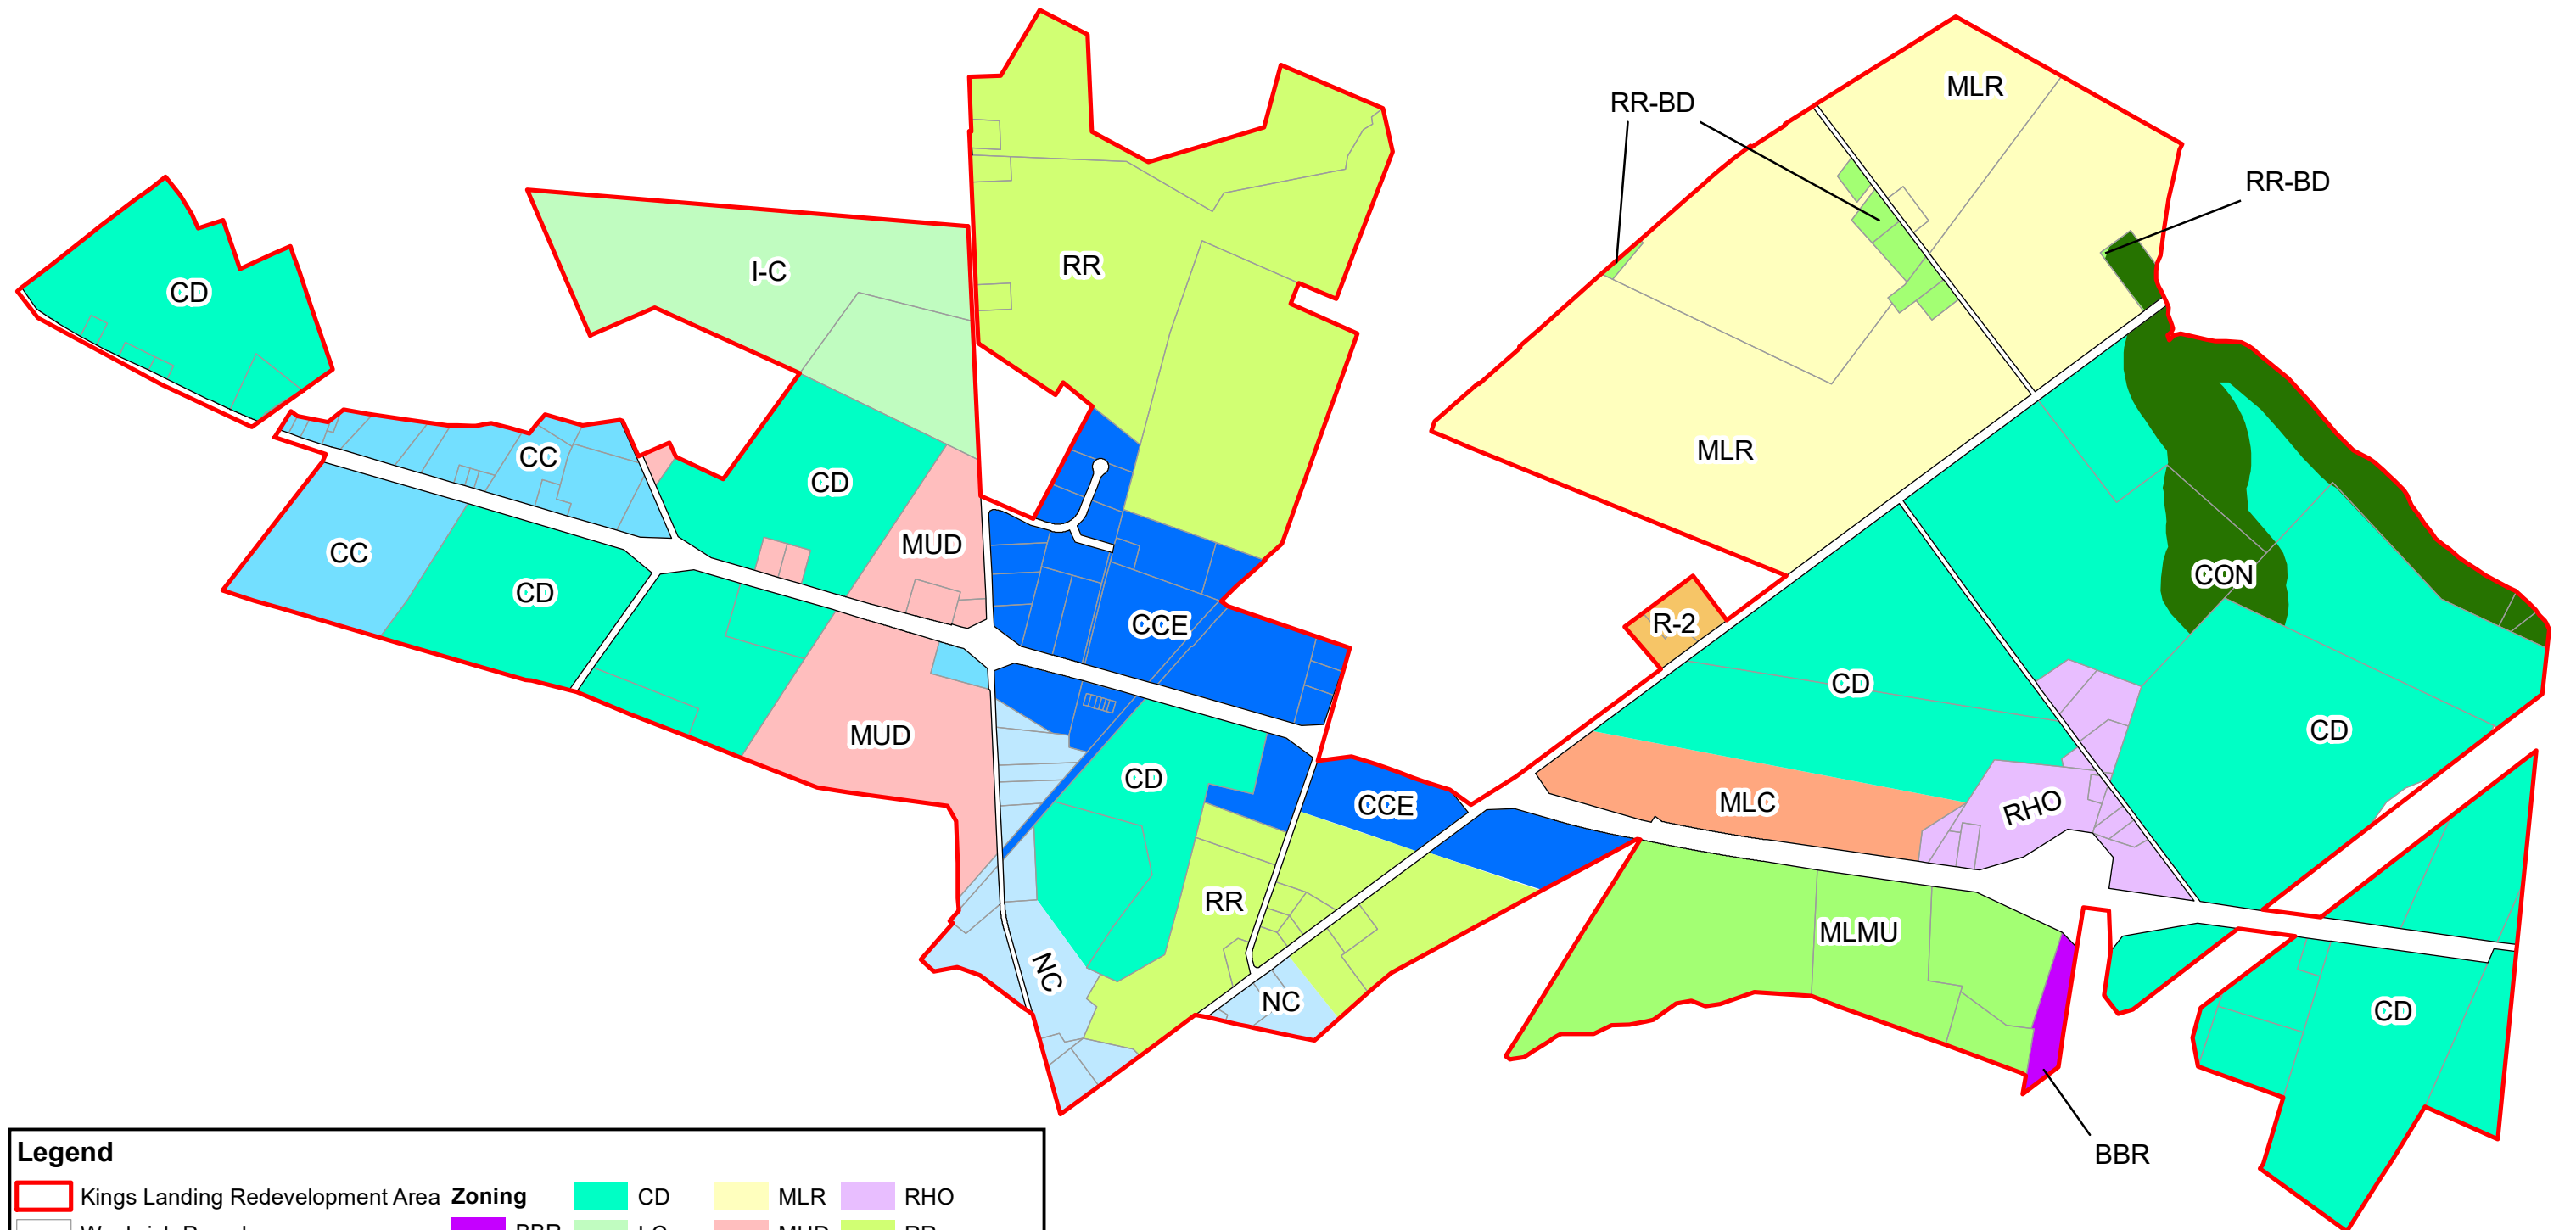 MLR
RR-BD
RR-BD
I-C
RR
CD
MLR
CC
CD
MUD
CC
CON
CD
CCE
R-2
CD
CD
MUD
CD
MLC
CCE
RHO
RR
MLMU
NC
NC
CD
BBR
Legend
Kings Landing Redevelopment Area Zoning CD MLR RHO